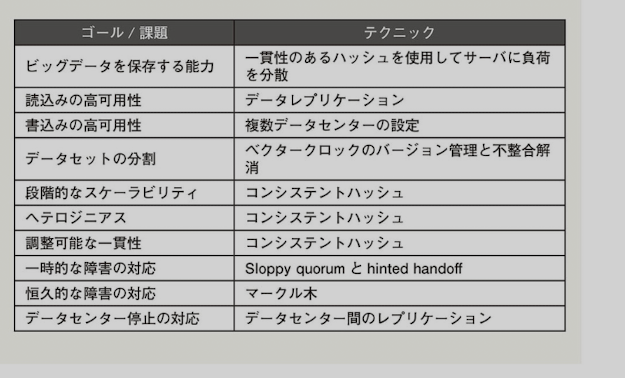 ゴール / 課題 テクニック
ビッグデータを保存する能力 一貫性のあるハッシュを使用してサーバに負荷
を分散
読込みの高可用性 データレプリケーション
書込みの高可用性 複数データセンターの設定
データセットの分割 ベクタークロックのバージョン管理と不整合解
消
段階的なスケーラビリティ コンシステントハッシュ
ヘテロジニアス コンシステントハッシュ
調整可能な一貫性 コンシステントハッシュ
一時的な障害の対応 Sloppy quorum と hinted handoff
恒久的な障害の対応 マークル木
データセンター停止の対応 データセンター間のレプリケーション